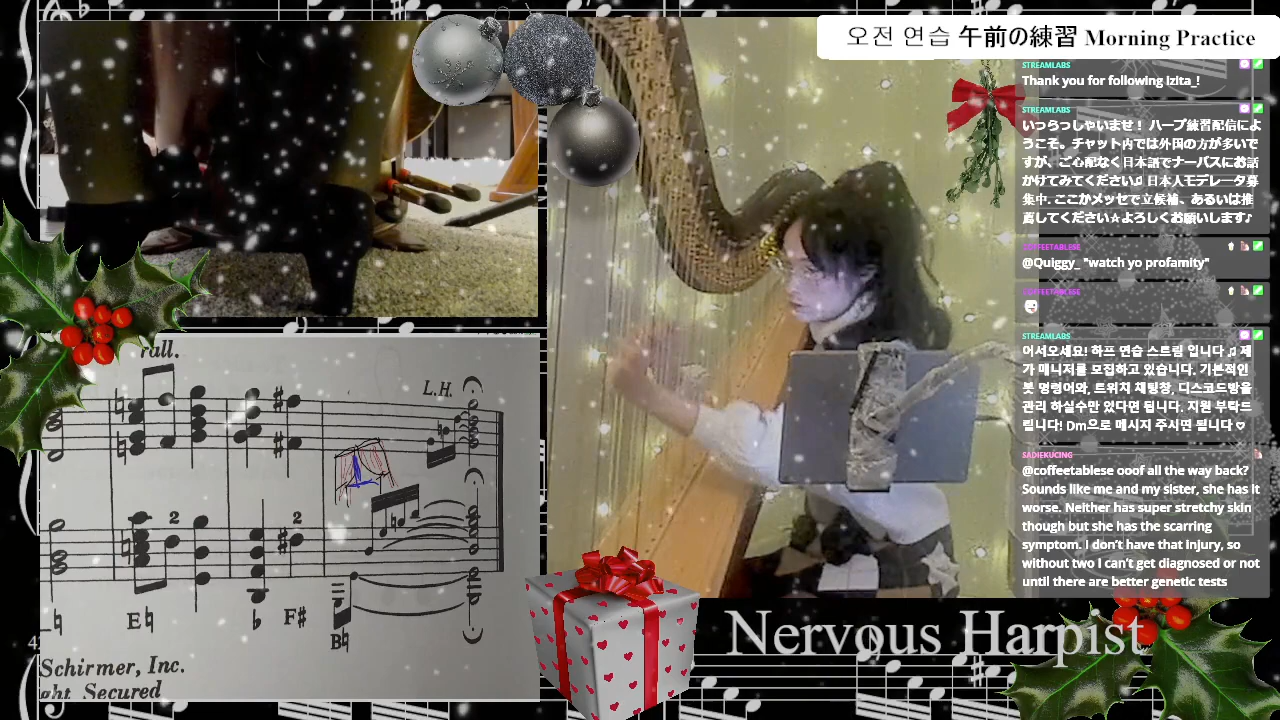 오전 연습 午前の練習 Morning Practice
STREAMLABS
Thank you for following Izita_!
STREAMLABS
いらっしゃいませ！ ハープ練習配信によ
うこそ。チャット内では外国の方が多いで
すが、ご心配なく日本語でナーバスにお話
かけてみてください♫ 日本人モデレータ募
集中. ここかメッセで立候補、あるいは推
薦してください☆よろしくお願いします♪
COFFEETABLESE
@Quiggy_ "watch yo profamity"
COFFEETABLESE
STREAMLABS
어서오세요! 하프 연습 스트림 입니다 ♫ 제
가 매니저를 모집하고 있습니다. 기본적인
봇 명령어와, 트위치 채팅창, 디스코드방을
관리 하실수만 있다면 됩니다. 지원 부탁드
립니다! Dm으로 메시지 주시면 됩니다 ♡
SADIEKUCING
@coffeetablese ooof all the way back?
Sounds like me and my sister, she has it
worse. Neither has super stretchy skin
though but she has the scarring
symptom. I don't have that injury, so
without two I can't get diagnosed or not
until there are better genetic tests
rall.
L.H.
2
2
E♮
♭
F#
B♮
Schirmer, Inc.
ght Secured
Nervous Harpist